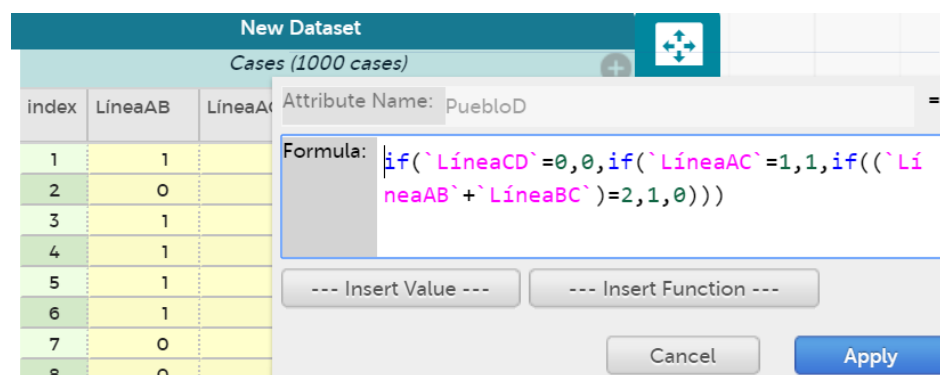 New Dataset
Cases (1000 cases)
index LíneaAB LíneaA
Attribute Name: PuebloD =
Formula: if(`LíneaCD`=0,0,if(`LíneaAC`=1,1,if((`Lí
neaAB`+`LíneaBC`)=2,1,0)))
1 1
2 0
3 1
4 1
5 1
6 1
7 0
8 0
--- Insert Value --- --- Insert Function ---
Cancel Apply